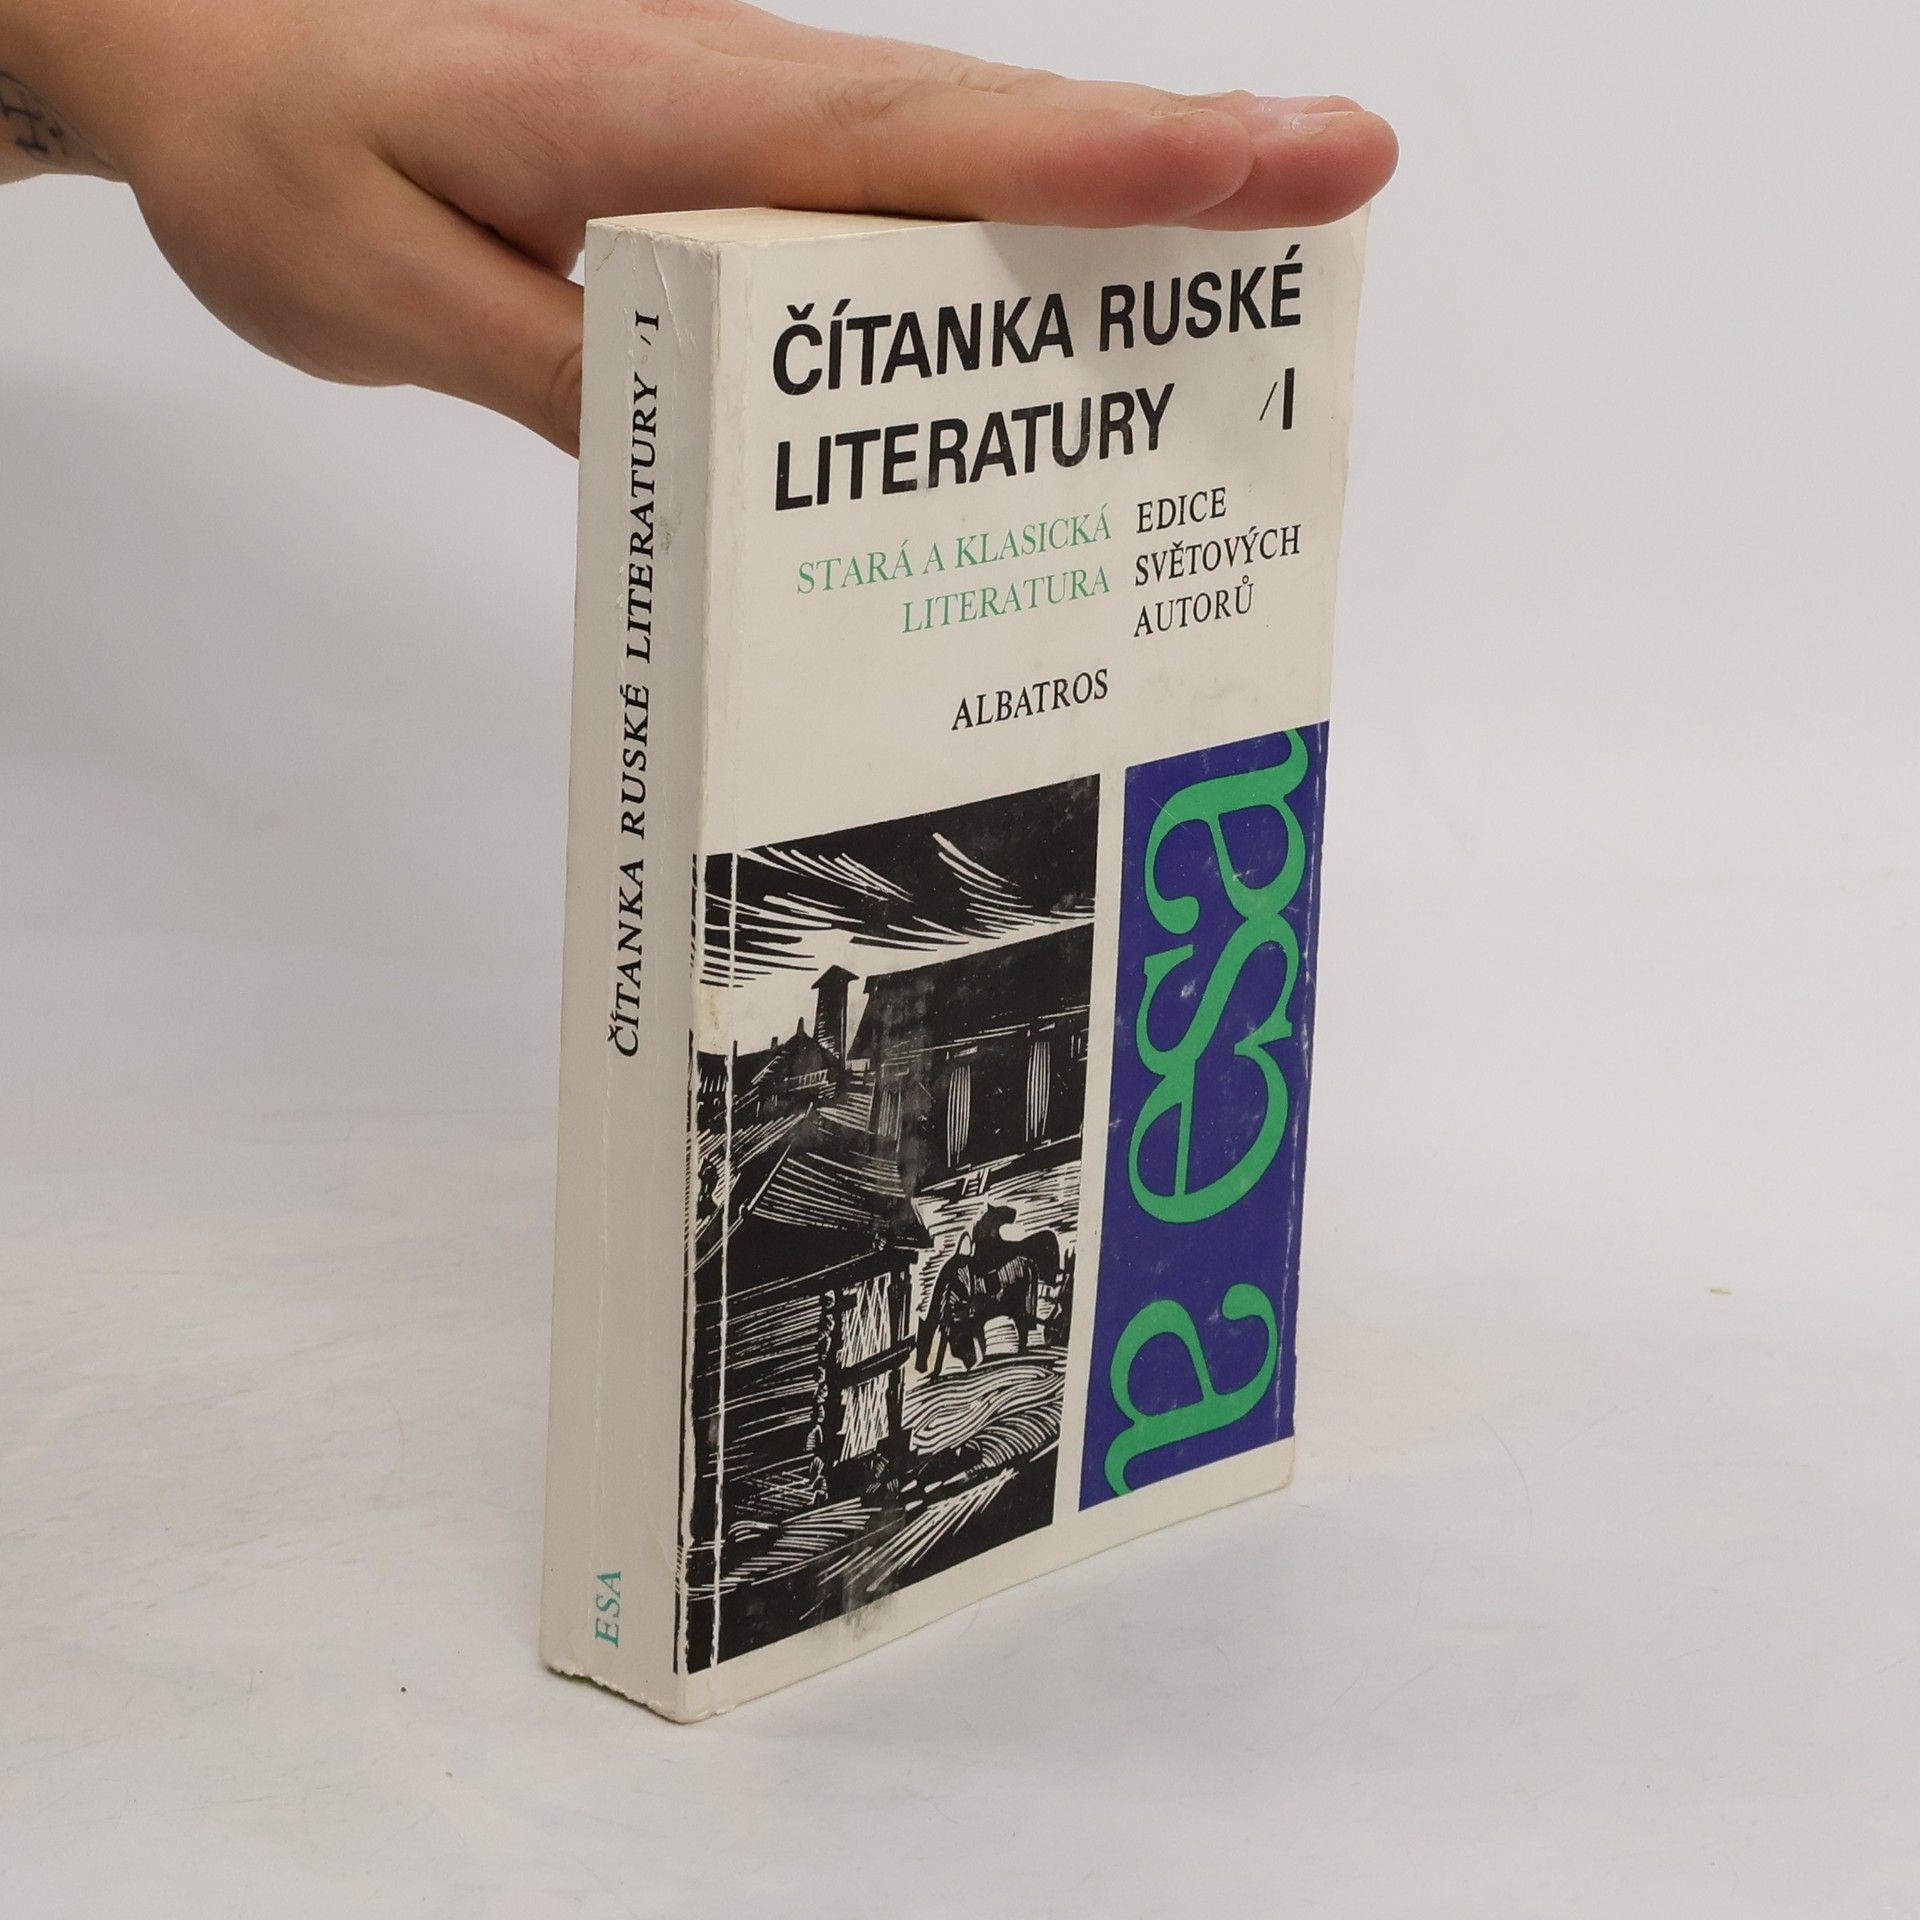 ČÍTANKA RUSKÉ LITERATURY /I
ESA
ČÍTANKA RUSKÉ
LITERATURY /I
STARÁ A KLASICKÁ
LITERATURA
EDICE
SVĚTOVÝCH
AUTORŮ
ALBATROS
a esa